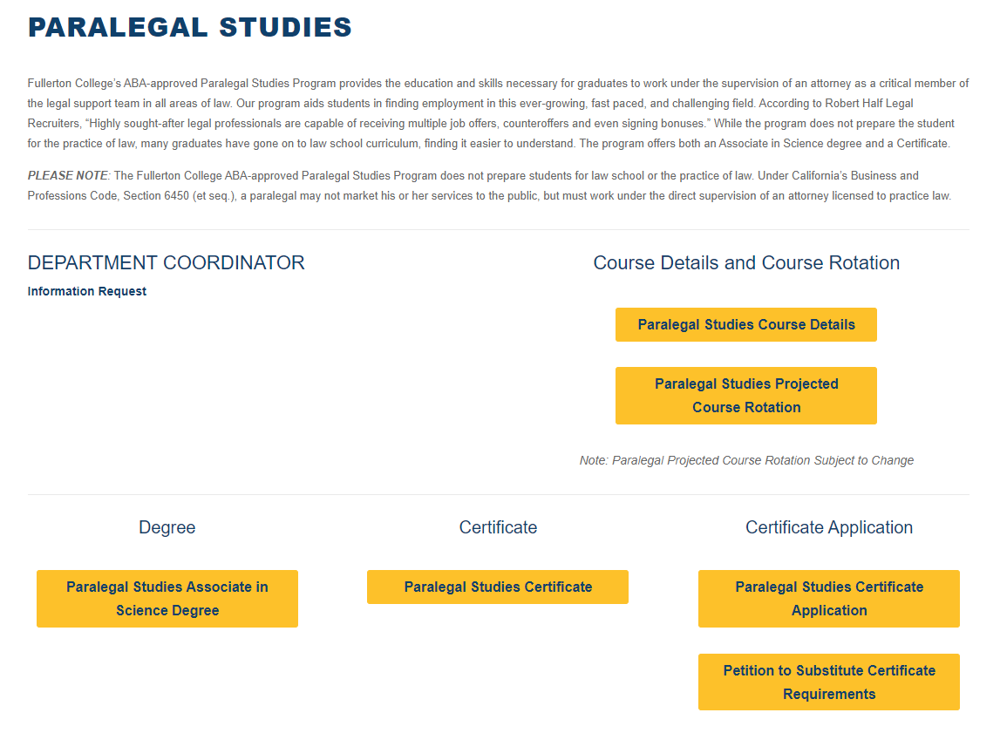 PARALEGAL STUDIES
Fullerton College’s ABA-approved Paralegal Studies Program provides the education and skills necessary for graduates to work under the supervision of an attorney as a critical member of
the legal support team in all areas of law. Our program aids students in finding employment in this ever-growing, fast paced, and challenging field. According to Robert Half Legal
Recruiters, “Highly sought-after legal professionals are capable of receiving multiple job offers, counteroffers and even signing bonuses.” While the program does not prepare the student
for the practice of law, many graduates have gone on to law school curriculum, finding it easier to understand. The program offers both an Associate in Science degree and a Certificate.
PLEASE NOTE: The Fullerton College ABA-approved Paralegal Studies Program does not prepare students for law school or the practice of law. Under California’s Business and
Professions Code, Section 6450 (et seq.), a paralegal may not market his or her services to the public, but must work under the direct supervision of an attorney licensed to practice law.
DEPARTMENT COORDINATOR
Information Request
Course Details and Course Rotation
Paralegal Studies Course Details
Paralegal Studies Projected
Course Rotation
Note: Paralegal Projected Course Rotation Subject to Change
Degree
Paralegal Studies Associate in
Science Degree
Certificate
Paralegal Studies Certificate
Certificate Application
Paralegal Studies Certificate
Application
Petition to Substitute Certificate
Requirements